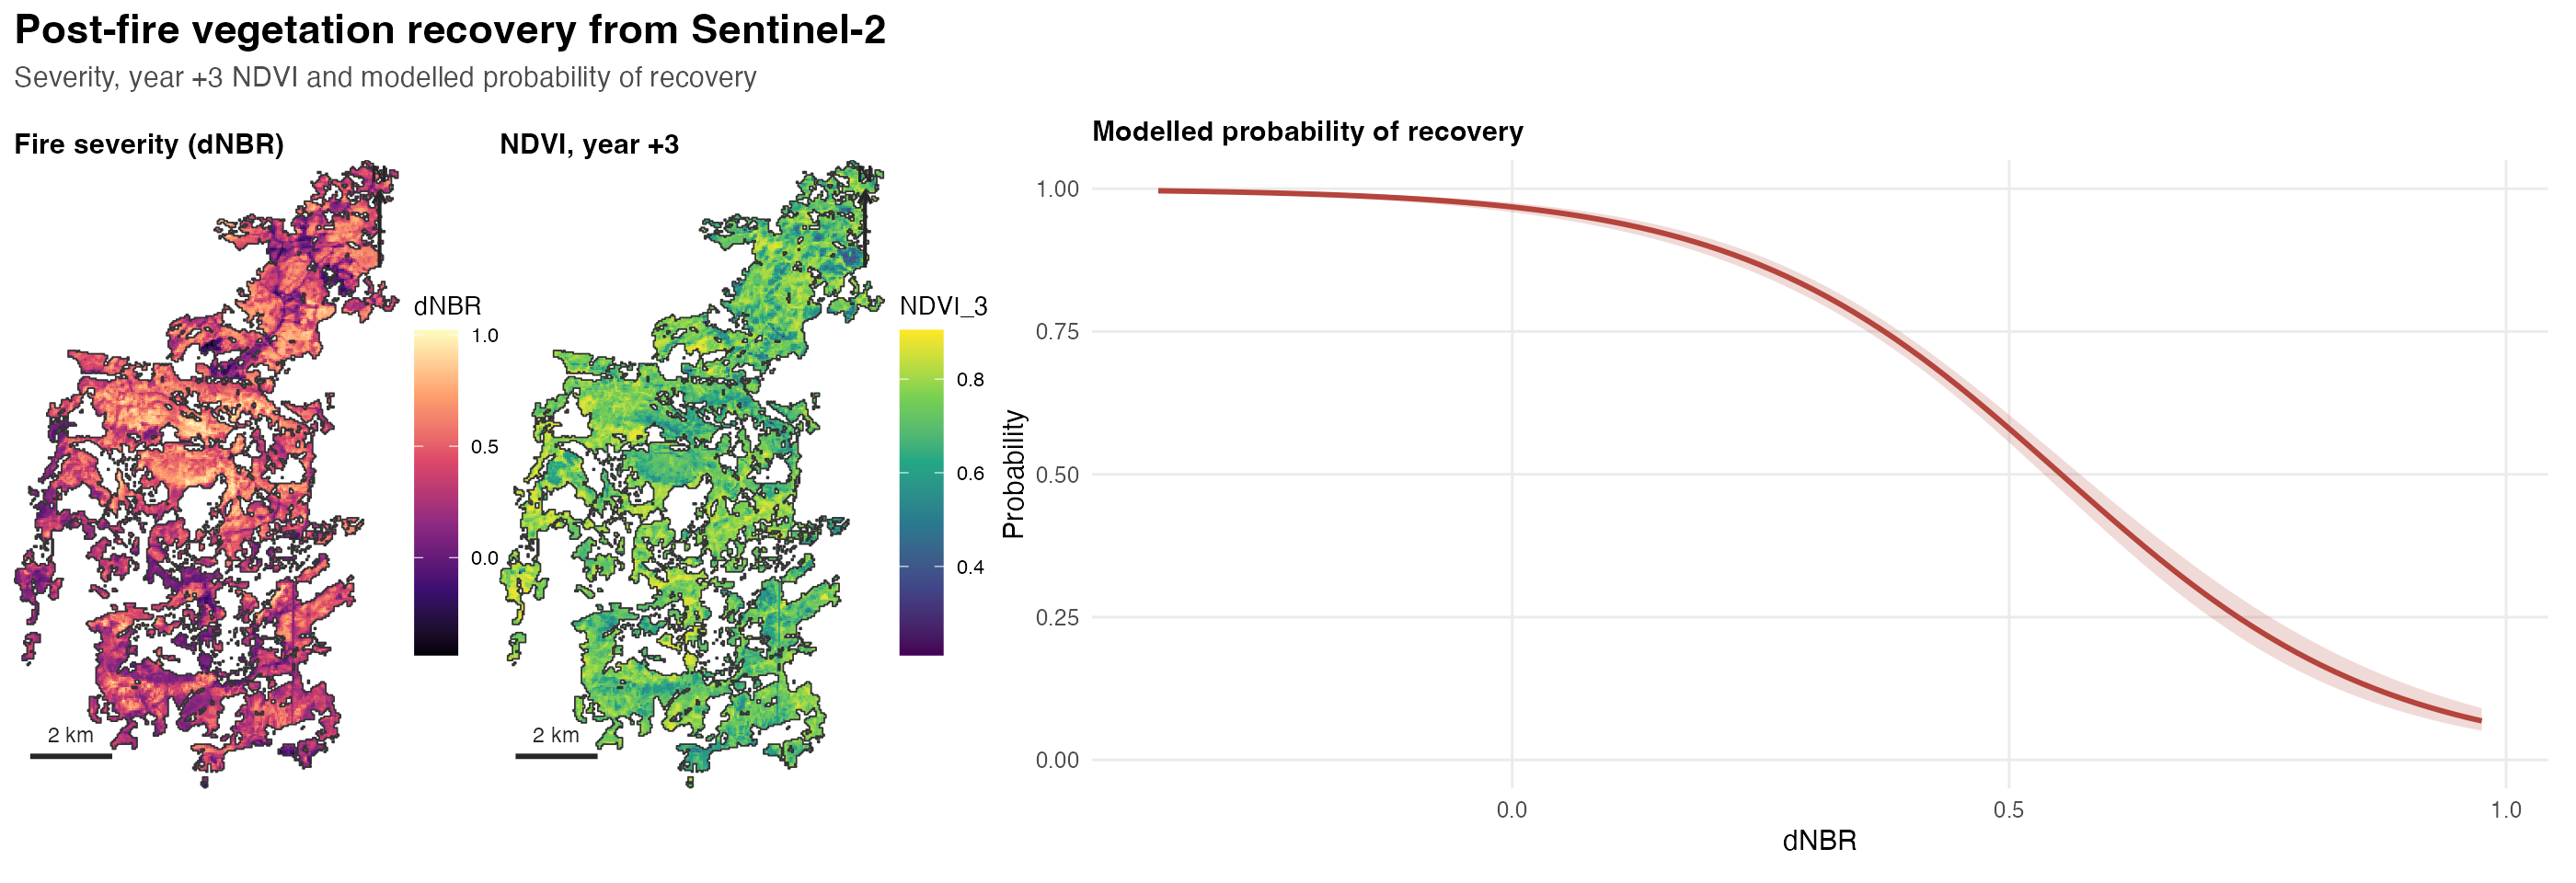 Post-fire vegetation recovery from Sentinel-2
Severity, year +3 NDVI and modelled probability of recovery
Fire severity (dNBR)
N
dNBR
1.0
0.5
0.0
2 km
NDVI, year +3
N
NDVI_3
0.8
0.6
0.4
2 km
Modelled probability of recovery
Probability
1.00
0.75
0.50
0.25
0.00
0.0
0.5
1.0
dNBR